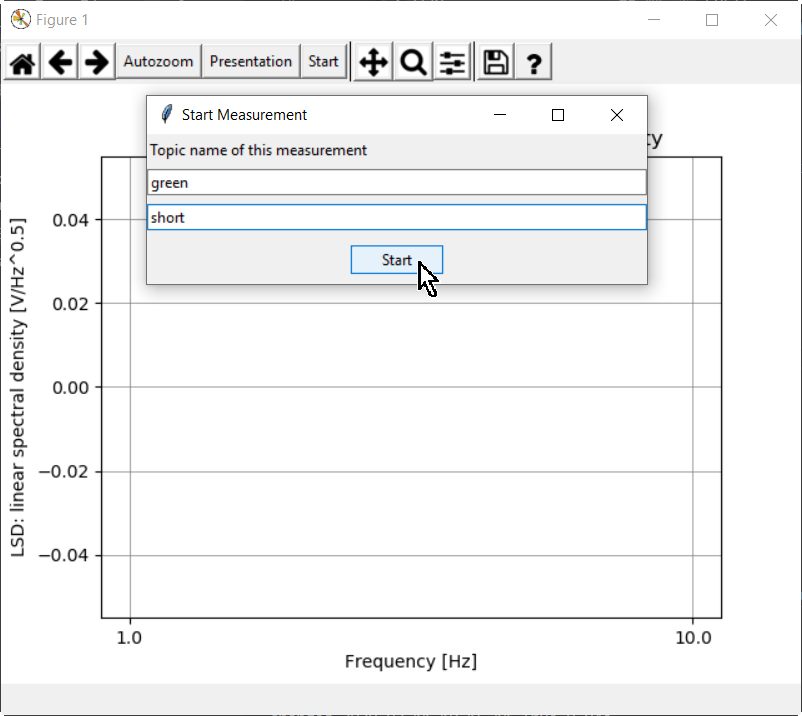 Figure 1
Autozoom Presentation Start ?
Start Measurement
Topic name of this measurement
green
short
Start
0.04
0.02
0.00
−0.02
−0.04
LSD: linear spectral density [V/Hz^0.5]
1.0 10.0
Frequency [Hz]